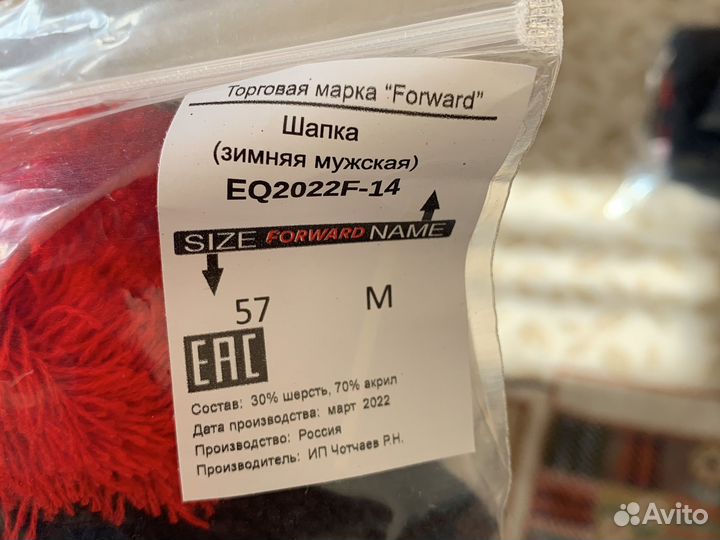 Торговая марка "Forward"
Шапка
(зимняя мужская)
EQ2022F-14
SIZE FORWARD NAME
57 M
EAC
Состав: 30% шерсть, 70% акрил
Дата производства: март 2022
Производство: Россия
Производитель: ИП Чотчаев Р.Н.
Avito